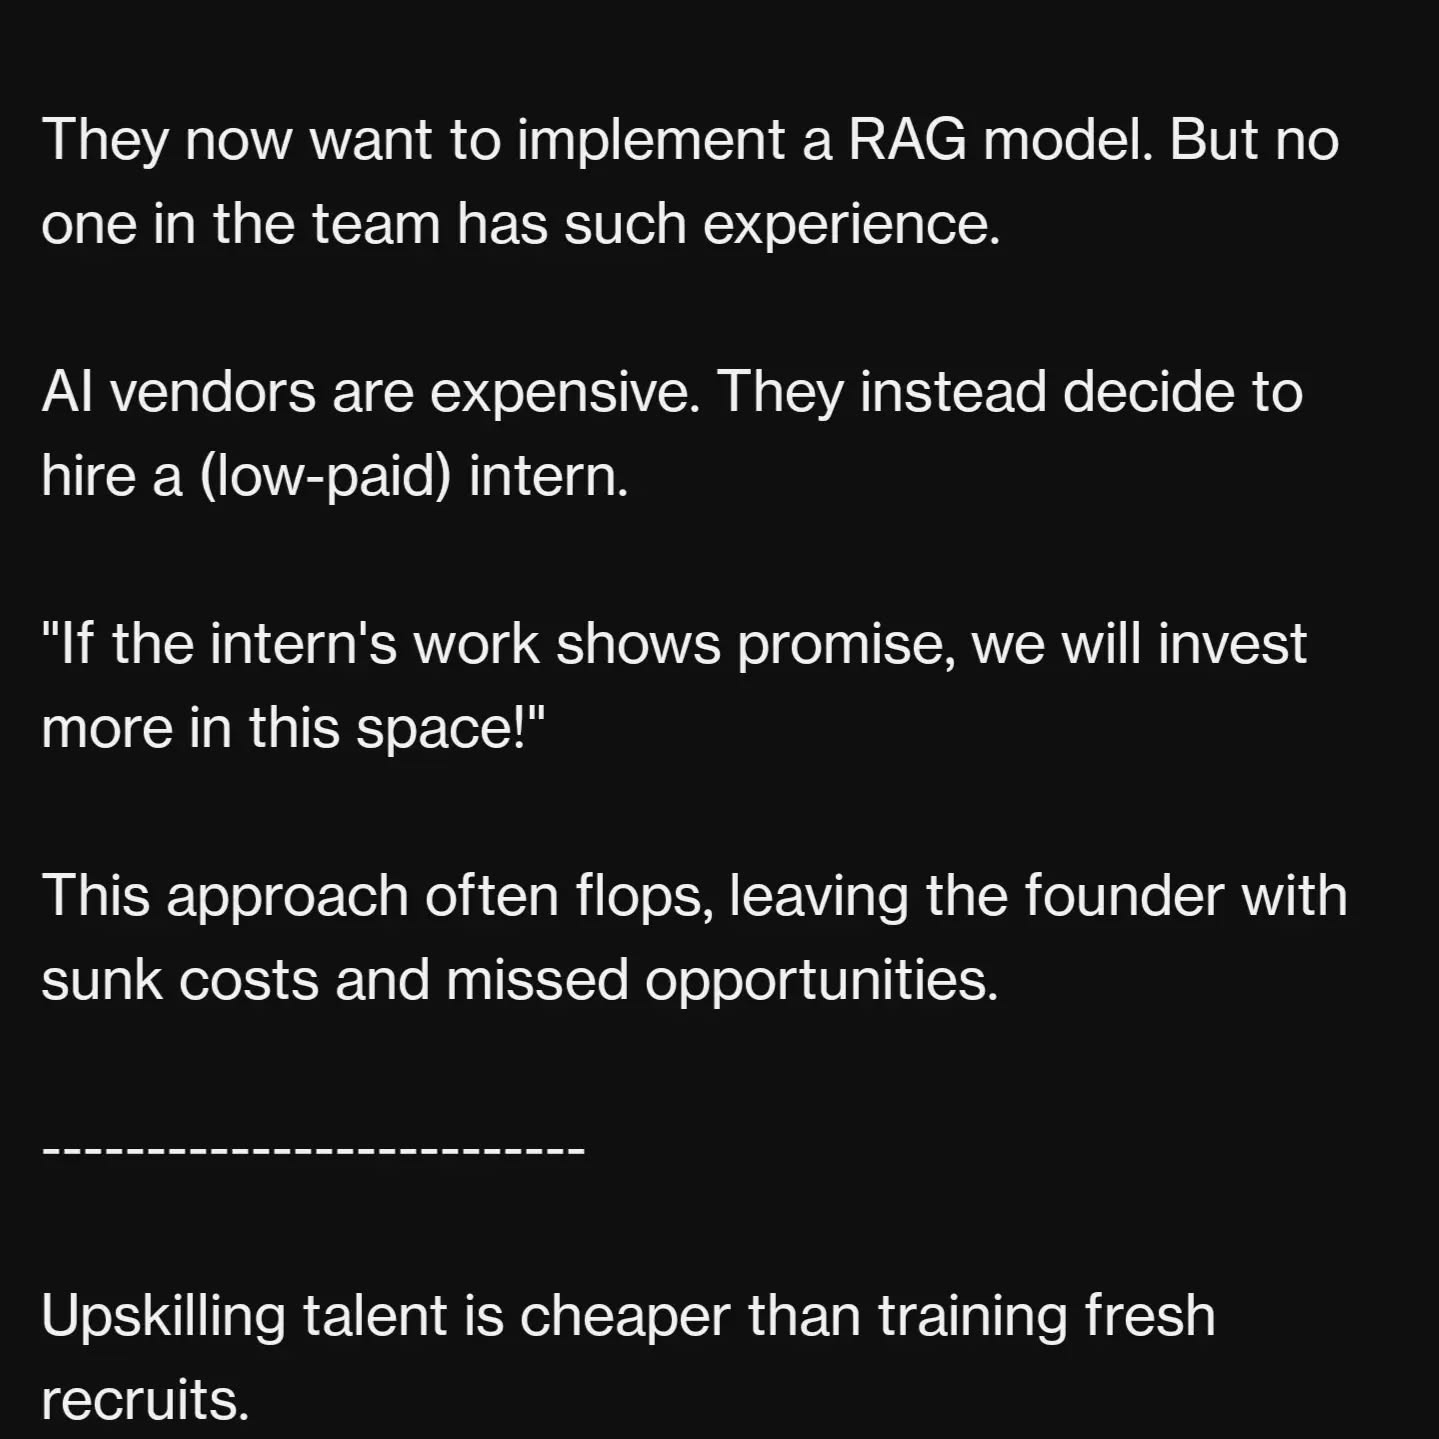 They now want to implement a RAG model. But no
one in the team has such experience.
AI vendors are expensive. They instead decide to
hire a (low-paid) intern.
"If the intern's work shows promise, we will invest
more in this space!"
This approach often flops, leaving the founder with
sunk costs and missed opportunities.
--------------------------
Upskilling talent is cheaper than training fresh
recruits.